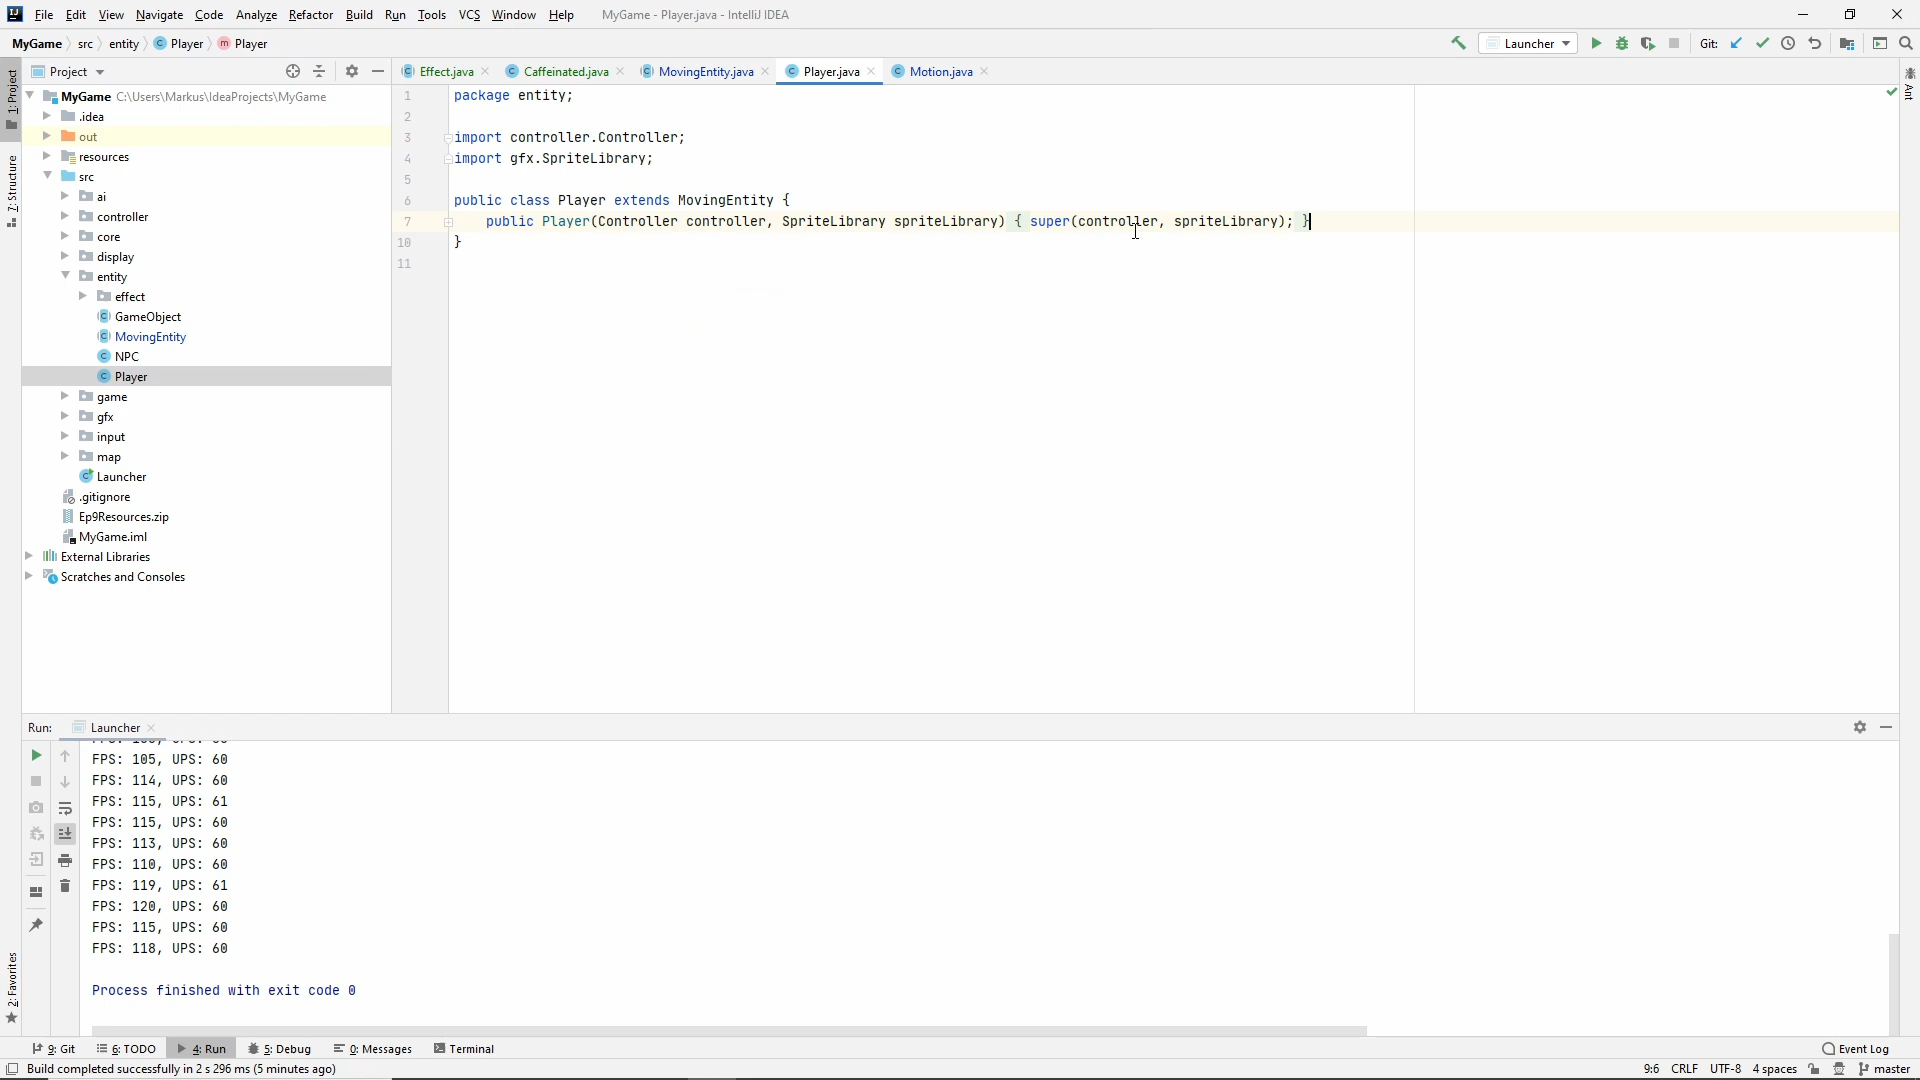 File Edit View Navigate Code Analyze Refactor Build Run Tools VCS Window Help MyGame - Player.java - IntelliJ IDEA
MyGame src entity Player Player Launcher Git:
1: Project
Project
Effect.java Caffeinated.java MovingEntity.java Player.java Motion.java
Ant
MyGame C:\Users\Markus\IdeaProjects\MyGame
.idea
out
resources
src
ai
controller
core
display
entity
effect
GameObject
MovingEntity
NPC
Player
game
gfx
input
map
Launcher
.gitignore
Ep9Resources.zip
MyGame.iml
External Libraries
Scratches and Consoles
7: Structure
1 package entity;
2
3 import controller.Controller;
4 import gfx.SpriteLibrary;
5
6 public class Player extends MovingEntity {
7 public Player(Controller controller, SpriteLibrary spriteLibrary) { super(controller, spriteLibrary); }
10 }
11
Run: Launcher
FPS: 105, UPS: 60
FPS: 114, UPS: 60
FPS: 115, UPS: 61
FPS: 115, UPS: 60
FPS: 113, UPS: 60
FPS: 110, UPS: 60
FPS: 119, UPS: 61
FPS: 120, UPS: 60
FPS: 115, UPS: 60
FPS: 118, UPS: 60
Process finished with exit code 0
2: Favorites
9: Git 6: TODO 4: Run 5: Debug 0: Messages Terminal Event Log
Build completed successfully in 2 s 296 ms (5 minutes ago) 9:6 CRLF UTF-8 4 spaces master